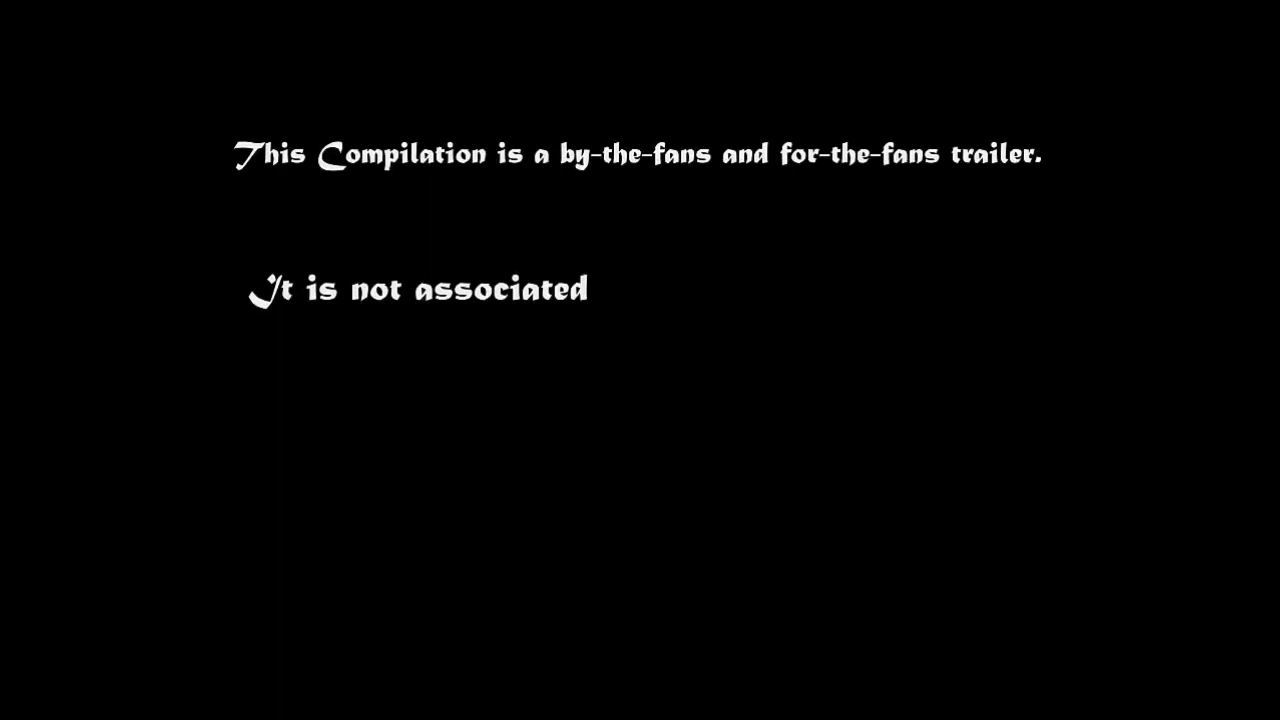 This Compilation is a by-the-fans and for-the-fans trailer.
It is not associated